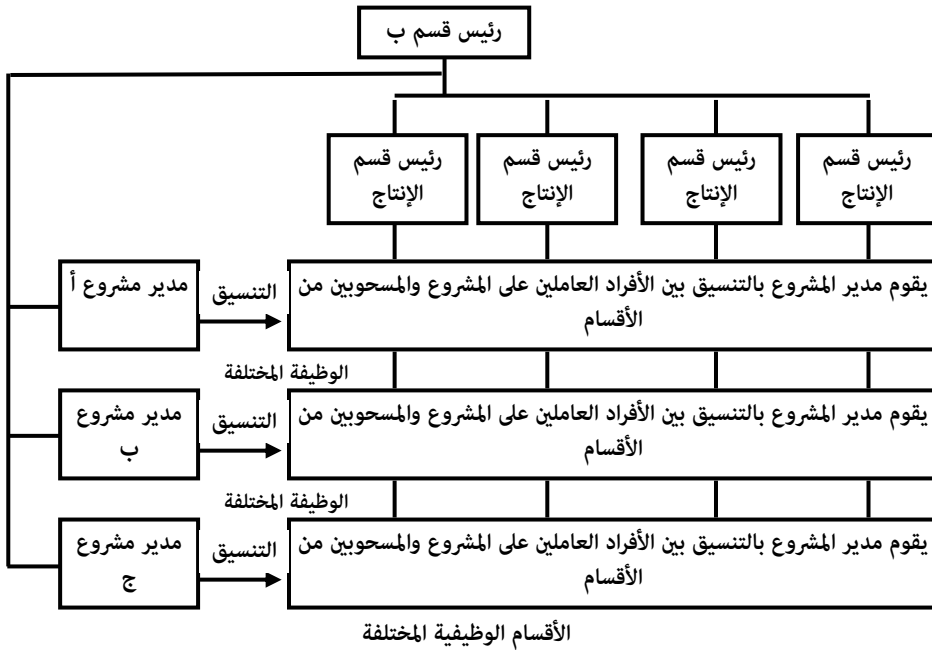 رئيس قسم ب
رئيس قسم
الإنتاج
رئيس قسم
الإنتاج
رئيس قسم
الإنتاج
رئيس قسم
الإنتاج
يقوم مدير المشروع بالتنسيق بين الأفراد العاملين على المشروع والمسحوبين من
الأقسام
التنسيق
مدير مشروع أ
الوظيفة المختلفة
يقوم مدير المشروع بالتنسيق بين الأفراد العاملين على المشروع والمسحوبين من
الأقسام
التنسيق
مدير مشروع
ب
الوظيفة المختلفة
يقوم مدير المشروع بالتنسيق بين الأفراد العاملين على المشروع والمسحوبين من
الأقسام
التنسيق
مدير مشروع
ج
الأقسام الوظيفية المختلفة